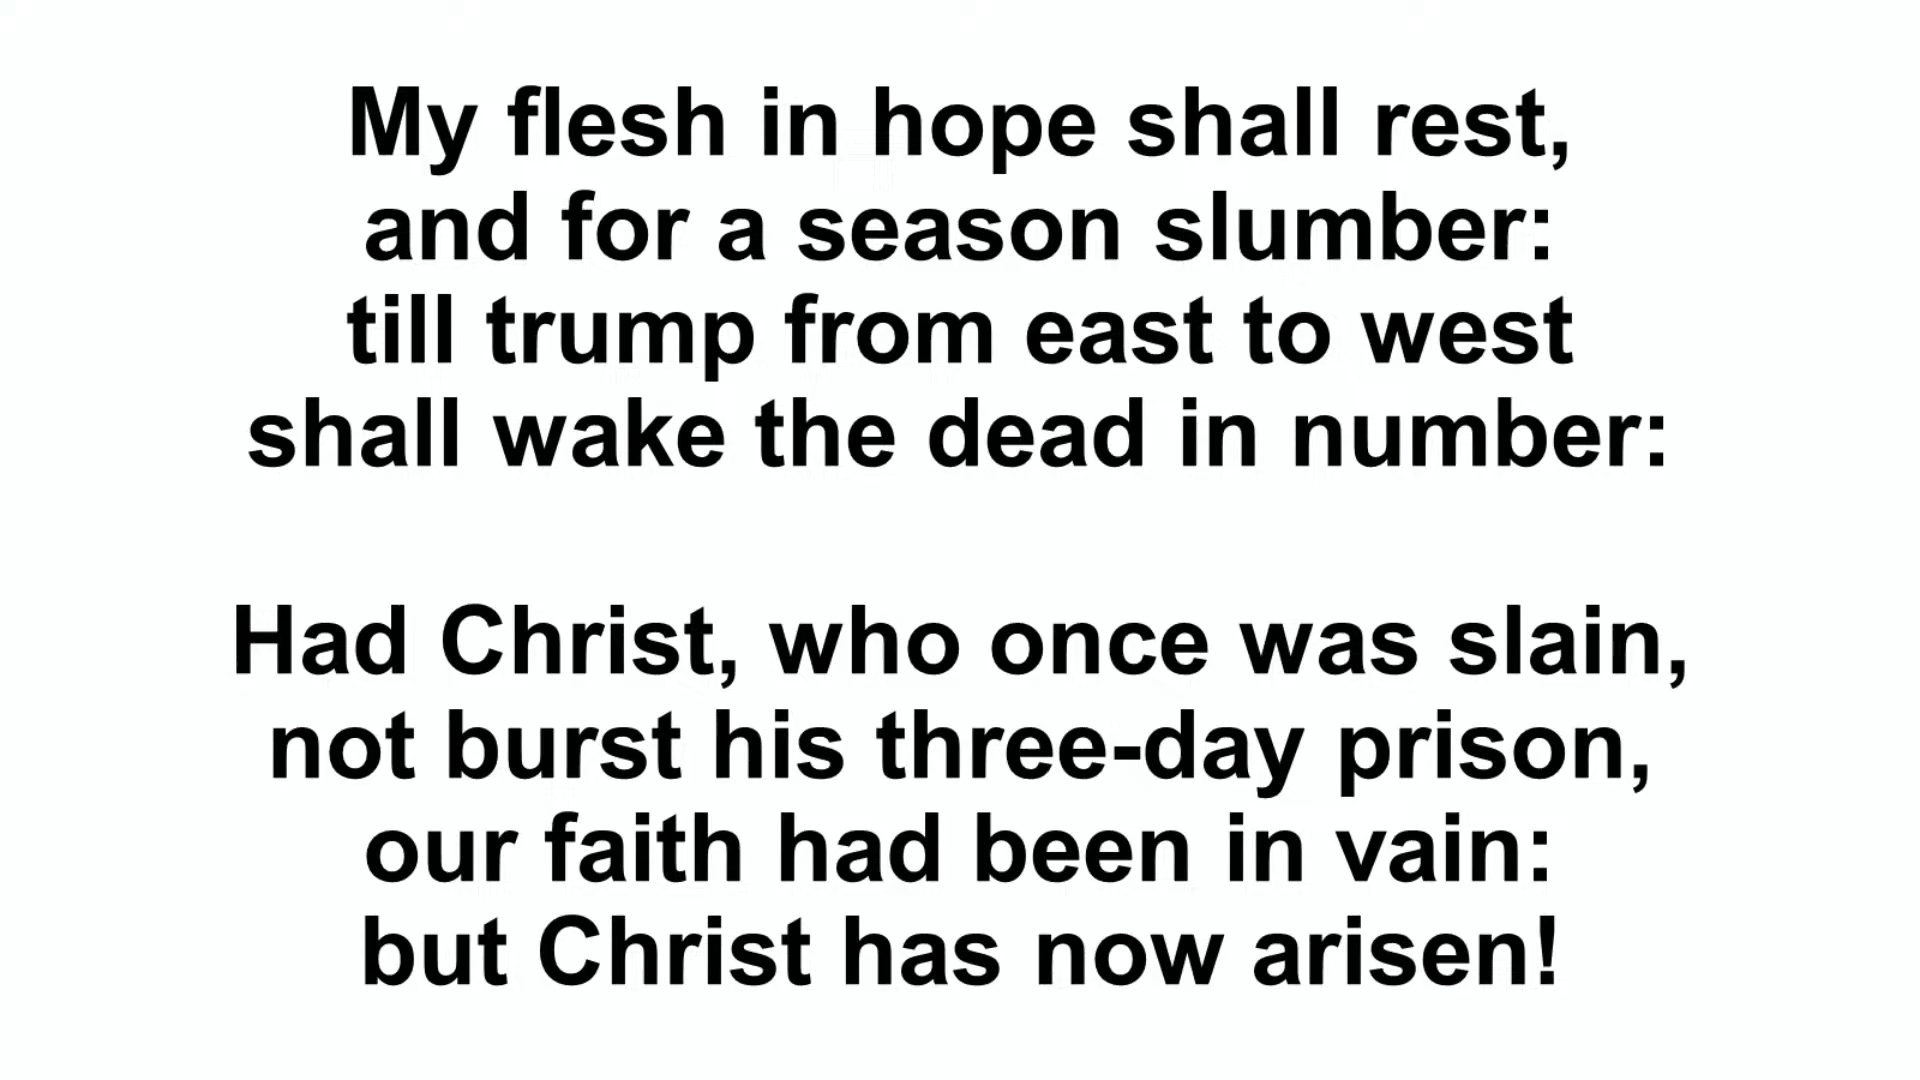 My flesh in hope shall rest,
and for a season slumber:
till trump from east to west
shall wake the dead in number:
Had Christ, who once was slain,
not burst his three-day prison,
our faith had been in vain:
but Christ has now arisen!